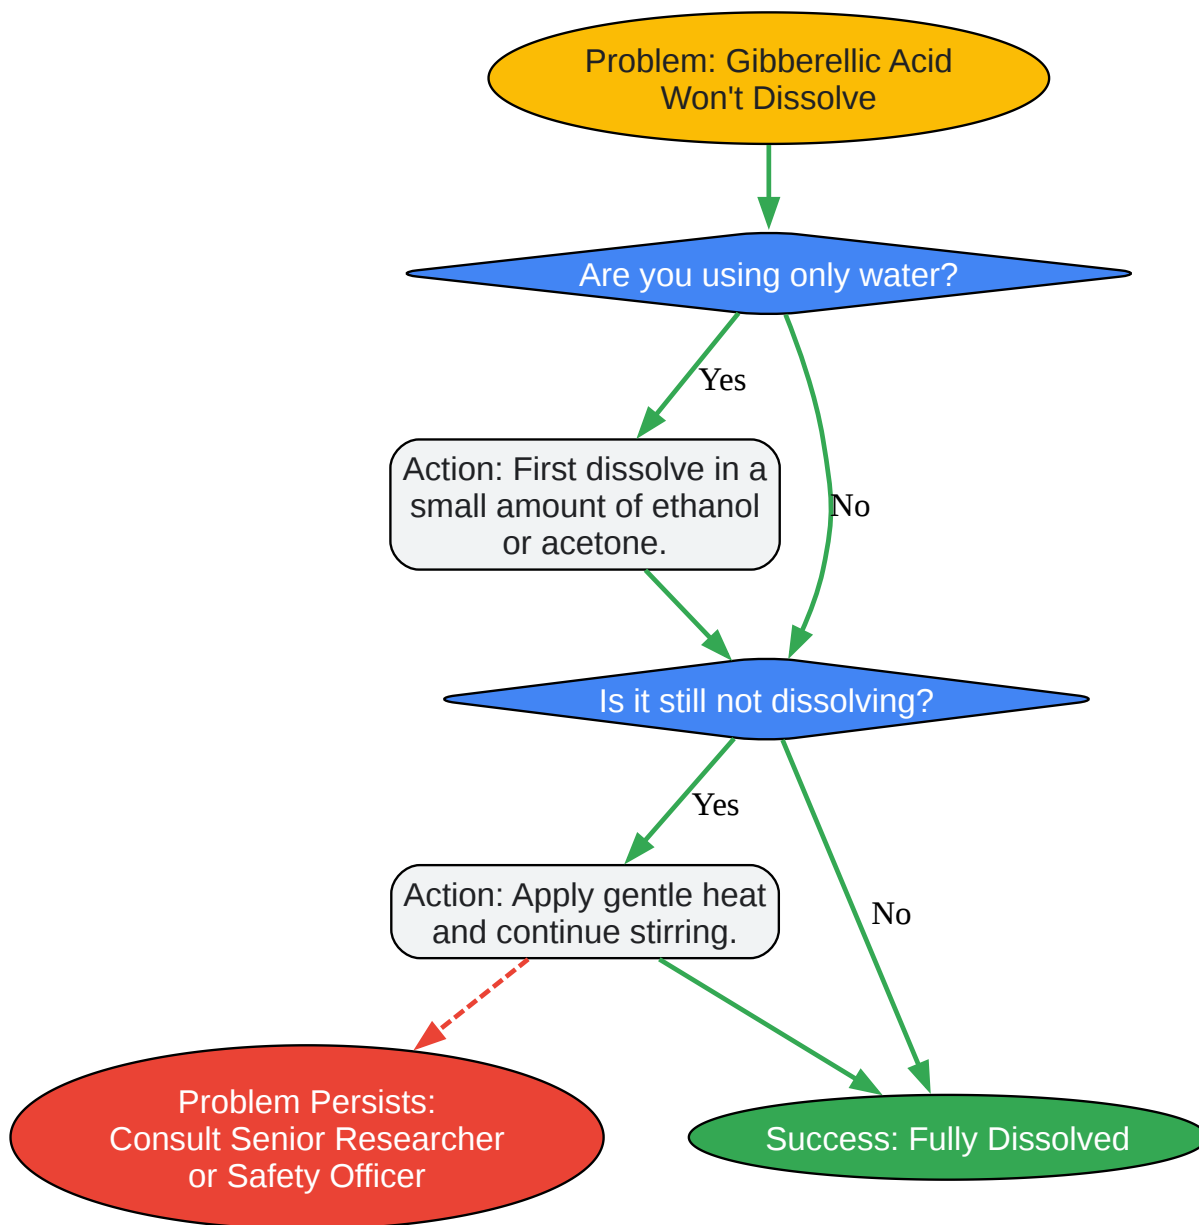 Problem: Gibberellic Acid
Won't Dissolve
Are you using only water?
Yes
Action: First dissolve in a
small amount of ethanol
or acetone.
No
Is it still not dissolving?
Yes
Action: Apply gentle heat
and continue stirring.
No
Problem Persists:
Consult Senior Researcher
or Safety Officer
Success: Fully Dissolved